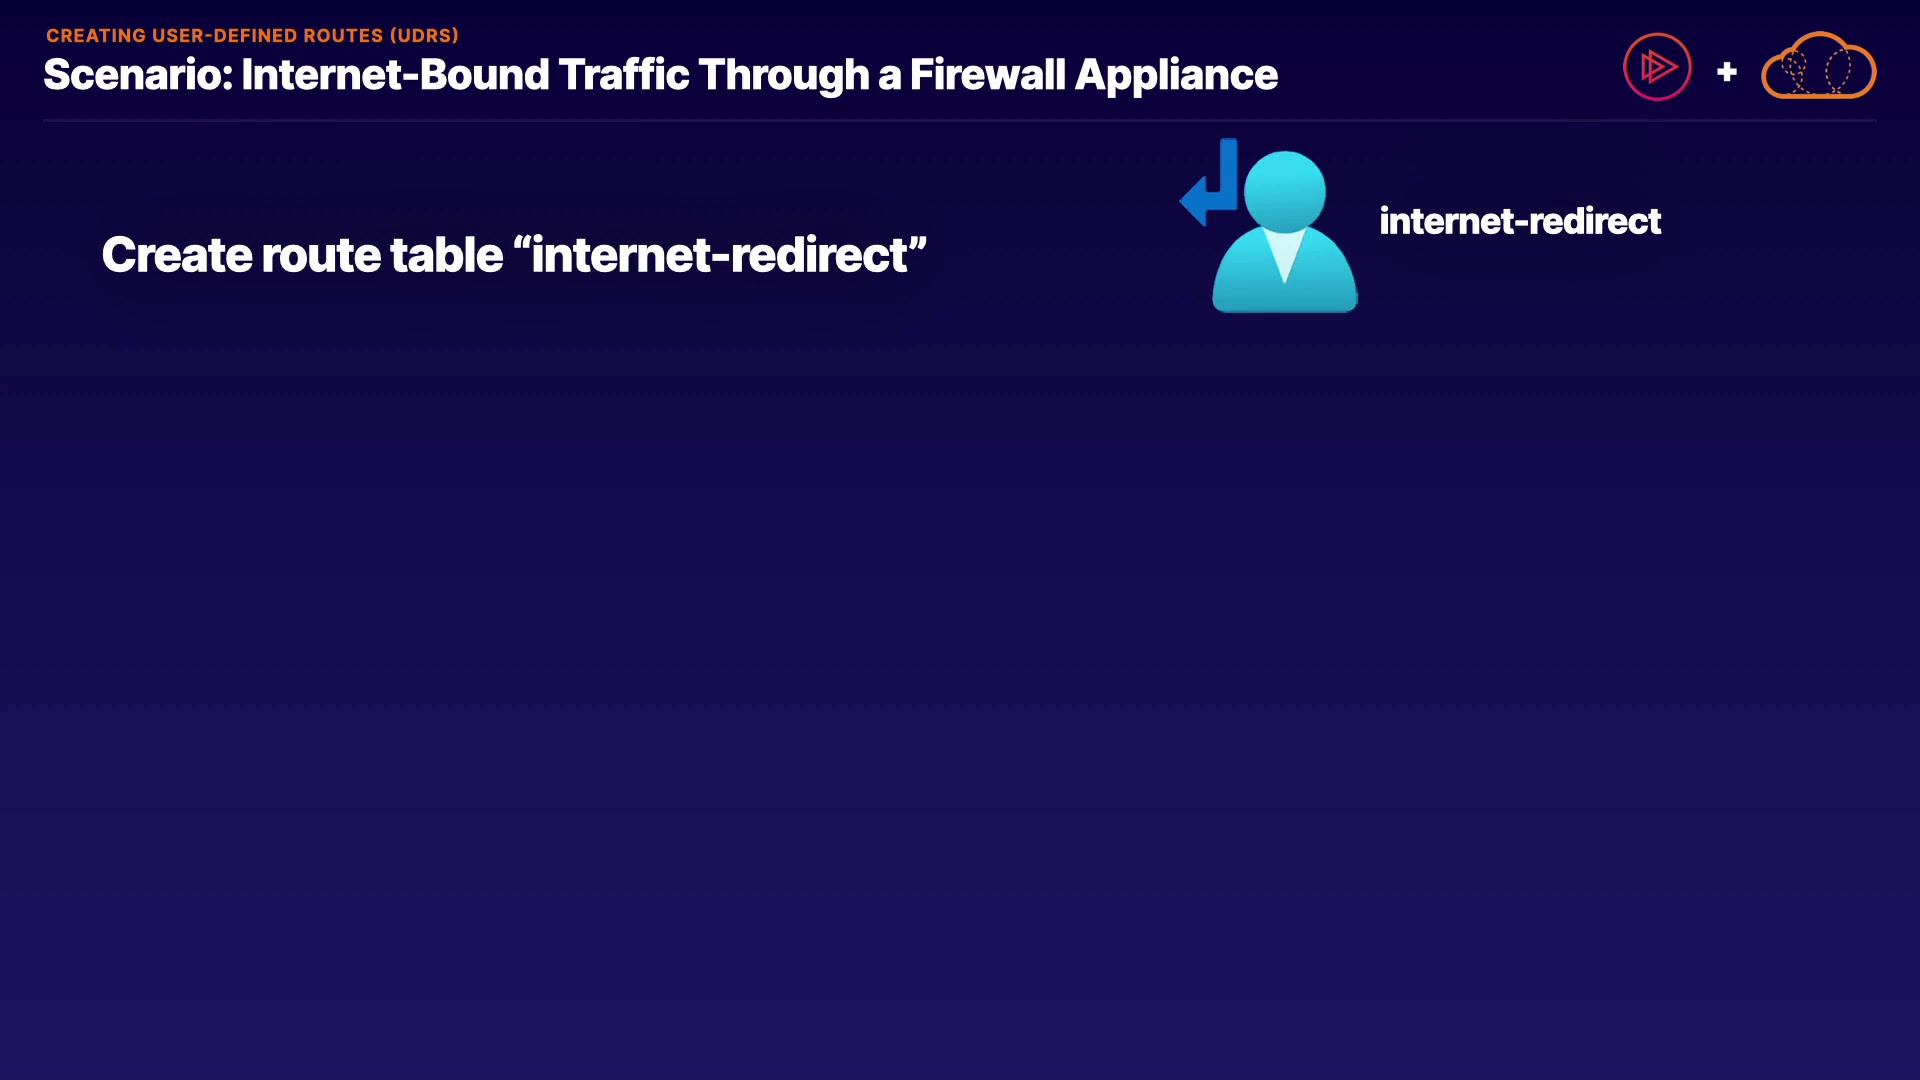 CREATING USER-DEFINED ROUTES (UDRS)
Scenario: Internet-Bound Traffic Through a Firewall Appliance
+
Create route table “internet-redirect”
internet-redirect